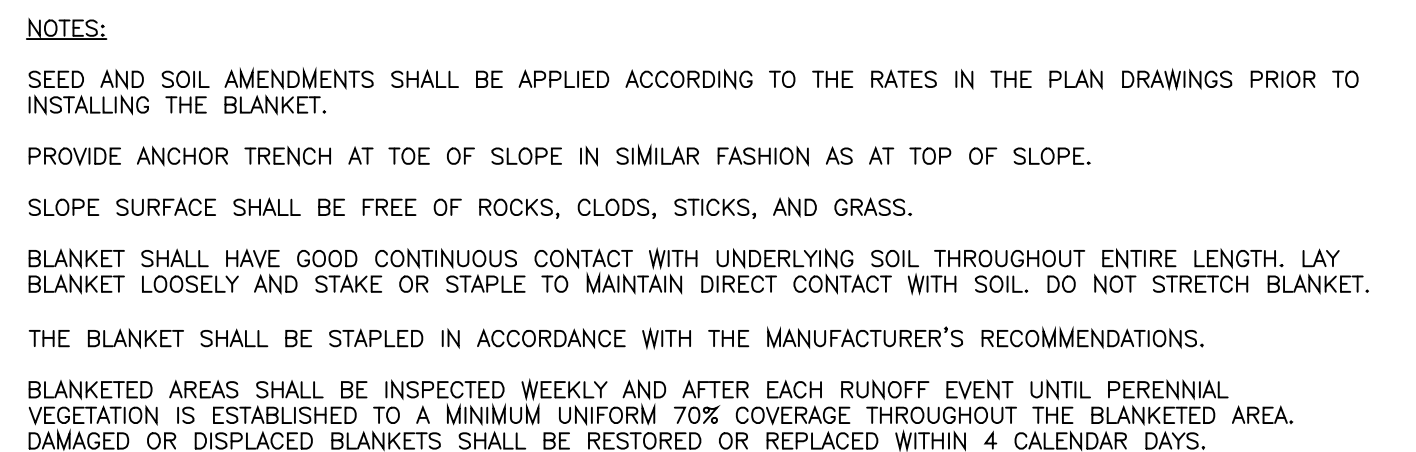 NOTES:
SEED AND SOIL AMENDMENTS SHALL BE APPLIED ACCORDING TO THE RATES IN THE PLAN DRAWINGS PRIOR TO
INSTALLING THE BLANKET.
PROVIDE ANCHOR TRENCH AT TOE OF SLOPE IN SIMILAR FASHION AS AT TOP OF SLOPE.
SLOPE SURFACE SHALL BE FREE OF ROCKS, CLODS, STICKS, AND GRASS.
BLANKET SHALL HAVE GOOD CONTINUOUS CONTACT WITH UNDERLYING SOIL THROUGHOUT ENTIRE LENGTH. LAY
BLANKET LOOSELY AND STAKE OR STAPLE TO MAINTAIN DIRECT CONTACT WITH SOIL. DO NOT STRETCH BLANKET.
THE BLANKET SHALL BE STAPLED IN ACCORDANCE WITH THE MANUFACTURER'S RECOMMENDATIONS.
BLANKETED AREAS SHALL BE INSPECTED WEEKLY AND AFTER EACH RUNOFF EVENT UNTIL PERENNIAL
VEGETATION IS ESTABLISHED TO A MINIMUM UNIFORM 70% COVERAGE THROUGHOUT THE BLANKETED AREA.
DAMAGED OR DISPLACED BLANKETS SHALL BE RESTORED OR REPLACED WITHIN 4 CALENDAR DAYS.